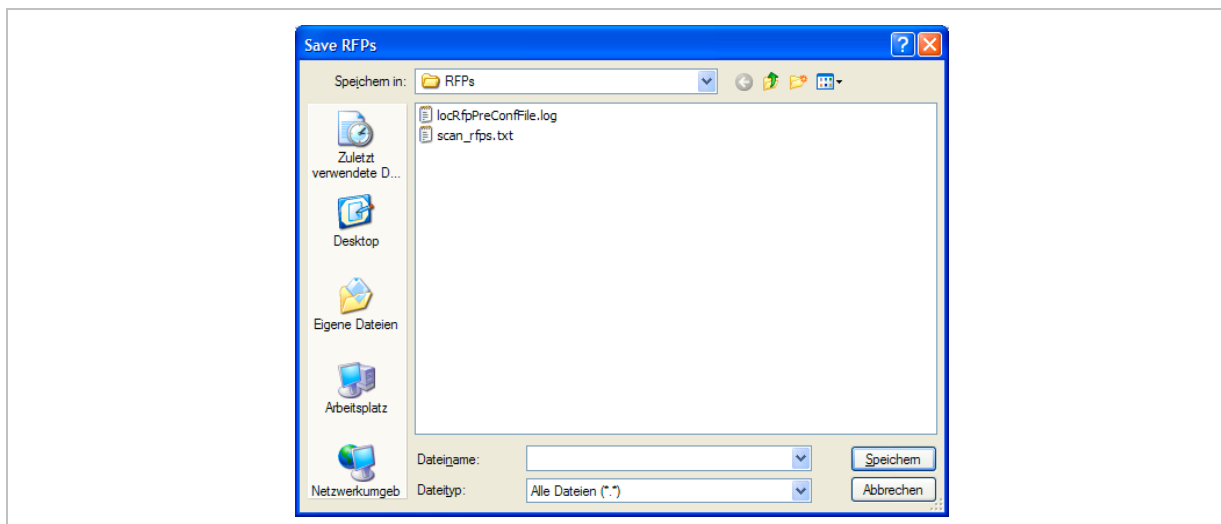 Save RFPs
Speichern in:
RFPs
locRfpPreConfFile.log
scan_rfps.txt
Zuletzt
verwendete D...
Desktop
Eigene Dateien
Arbeitsplatz
Netzwerkumgeb
Dateiname:
Speichern
Dateityp:
Alle Dateien (*.*)
Abbrechen